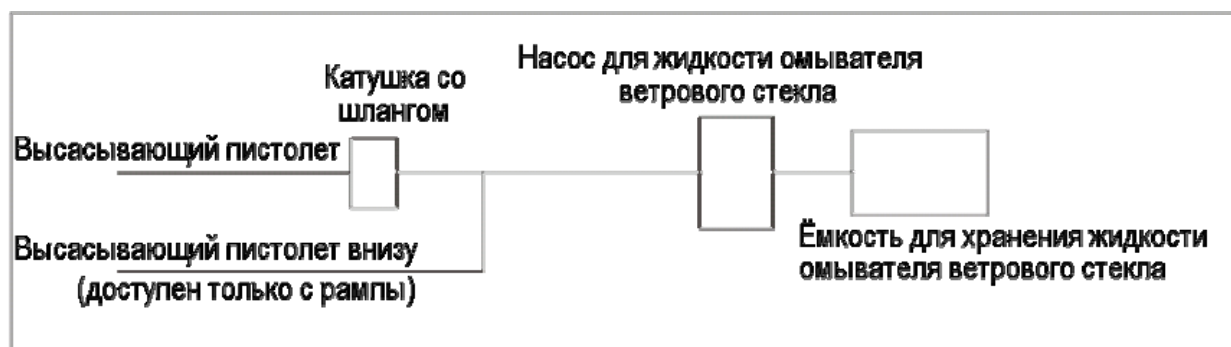 Насос для жидкости омывателя
ветрового стекла
Катушка со
шлангом
Высасывающий пистолет
Высасывающий пистолет внизу
(доступен только с рампы)
Ёмкость для хранения жидкости
омывателя ветрового стекла